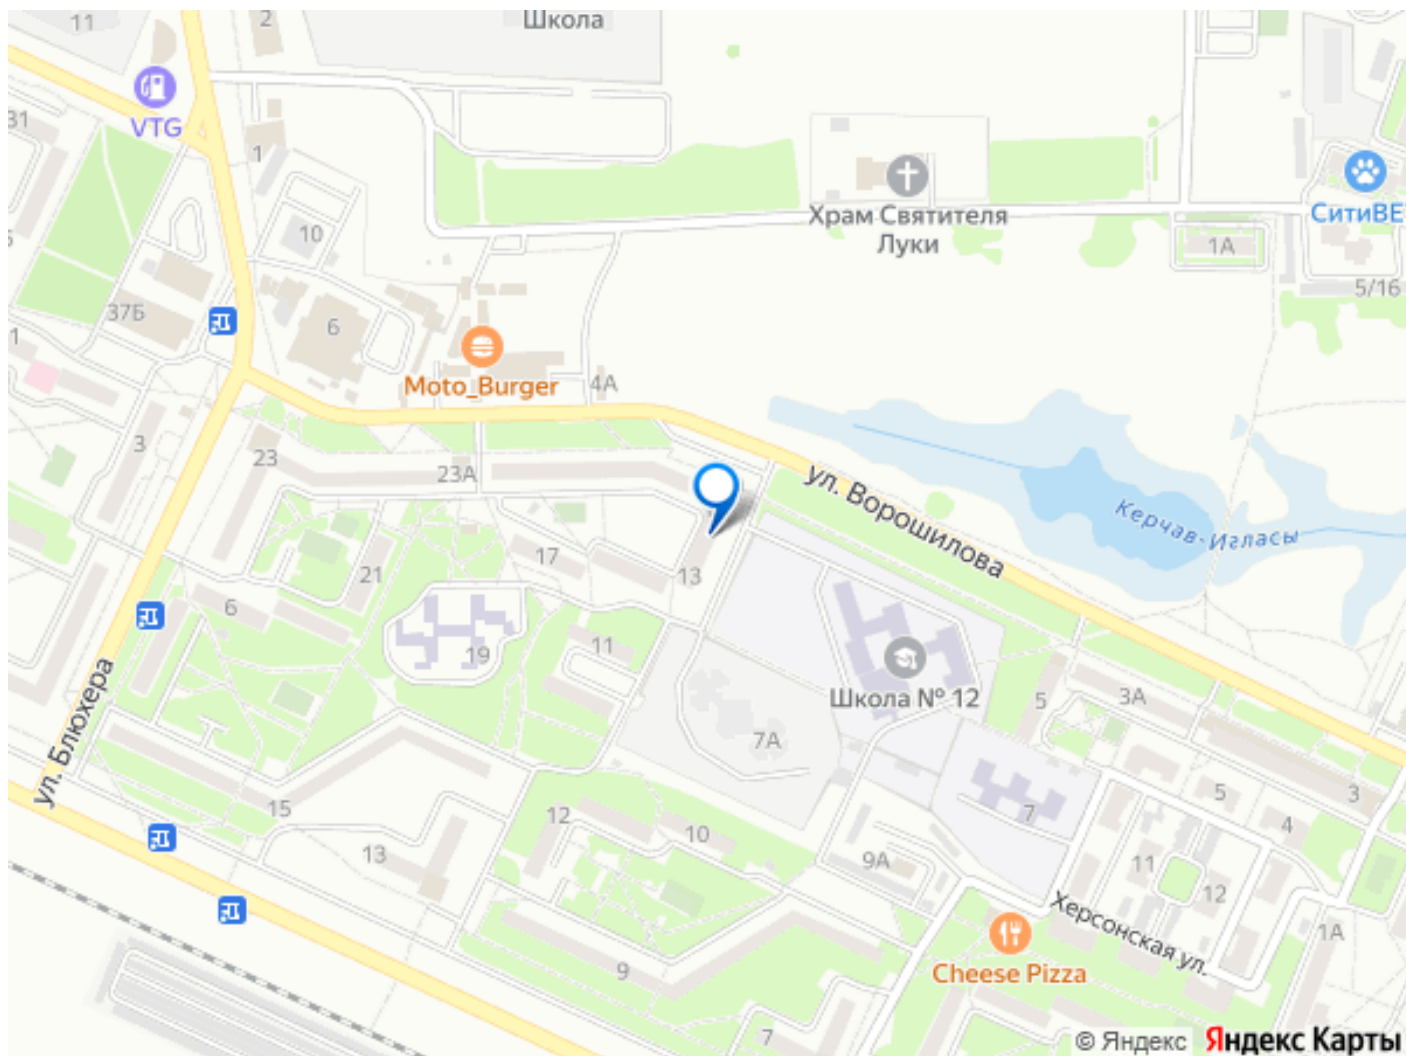 11
2
Школа
VTG
31
1
10
Храм Святителя
Луки
СитиВЕ
1А
5/16
37Б
6
1
Moto_Burger
4А
3
23
23А
ул. Ворошилова
Керчав-Игласы
17
13
21
6
19
11
Школа № 12
5
3А
7А
ул. Блюхера
15
12
10
13
7
5
3
4
9А
11
12
Херсонская ул.
1А
Cheese Pizza
9
7
© Яндекс
Яндекс Карты